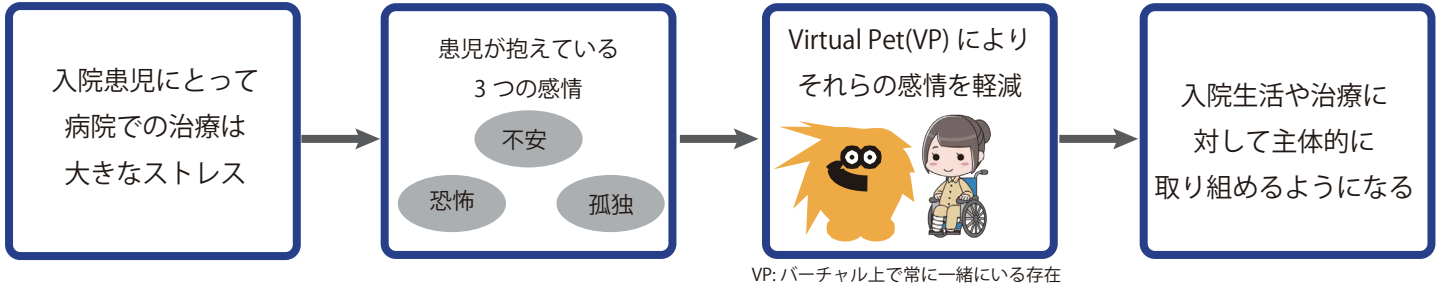 入院患児にとって
病院での治療は
大きなストレス
患児が抱えている
3 つの感情
不安
恐怖
孤独
Virtual Pet(VP) により
それらの感情を軽減
VP: バーチャル上で常に一緒にいる存在
入院生活や治療に
対して主体的に
取り組めるようになる